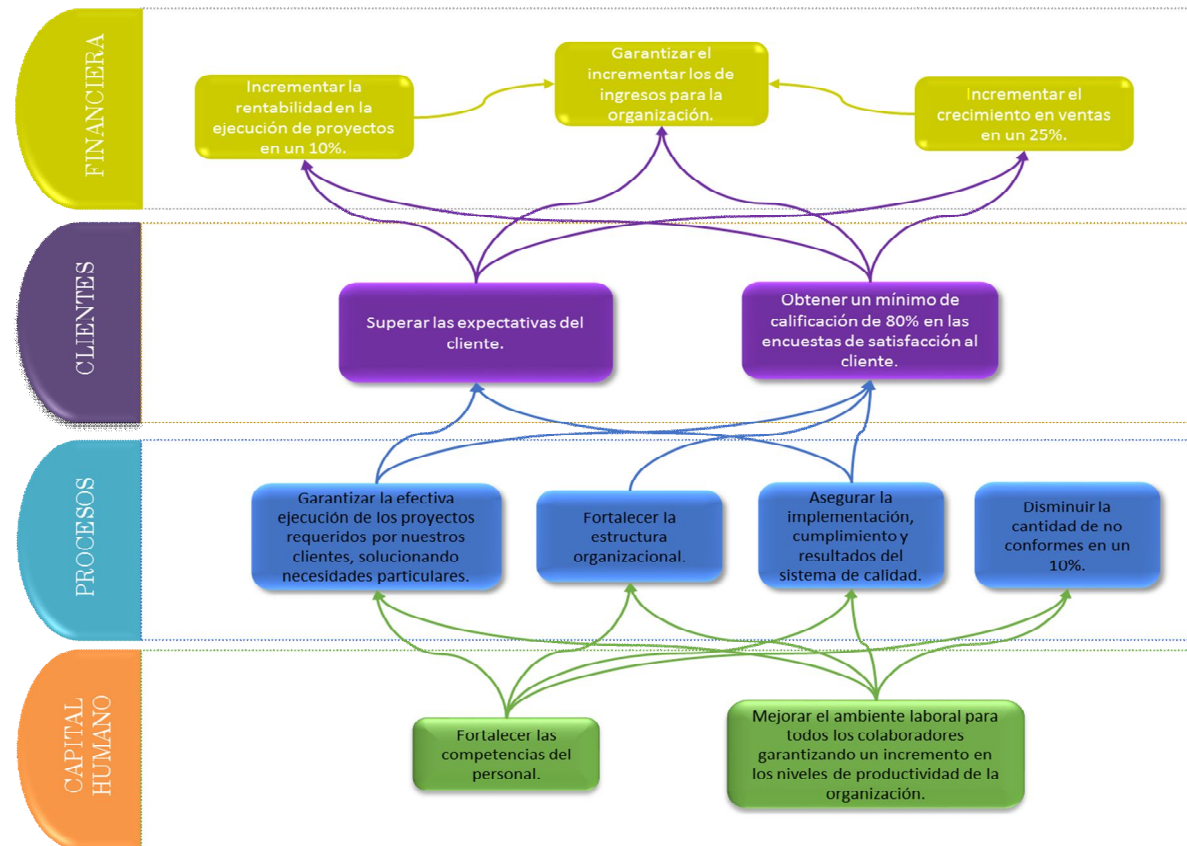 FINANCIERA
Incrementar la
rentabilidad en la
ejecución de proyectos
en un 10%.
Garantizar el
incrementar los de
ingresos para la
organización.
Incrementar el
crecimiento en ventas
en un 25%.
CLIENTES
Superar las expectativas del
cliente.
Obtener un mínimo de
calificación de 80% en las
encuestas de satisfacción al
cliente.
PROCESOS
Garantizar la efectiva
ejecución de los proyectos
requeridos por nuestros
clientes, solucionando
necesidades particulares.
Fortalecer la
estructura
organizacional.
Asegurar la
implementación,
cumplimiento y
resultados del
sistema de calidad.
Disminuir la
cantidad de no
conformes en un
10%.
CAPITAL
HUMANO
Fortalecer las
competencias del
personal.
Mejorar el ambiente laboral para
todos los colaboradores
garantizando un incremento en
los niveles de productividad de la
organización.